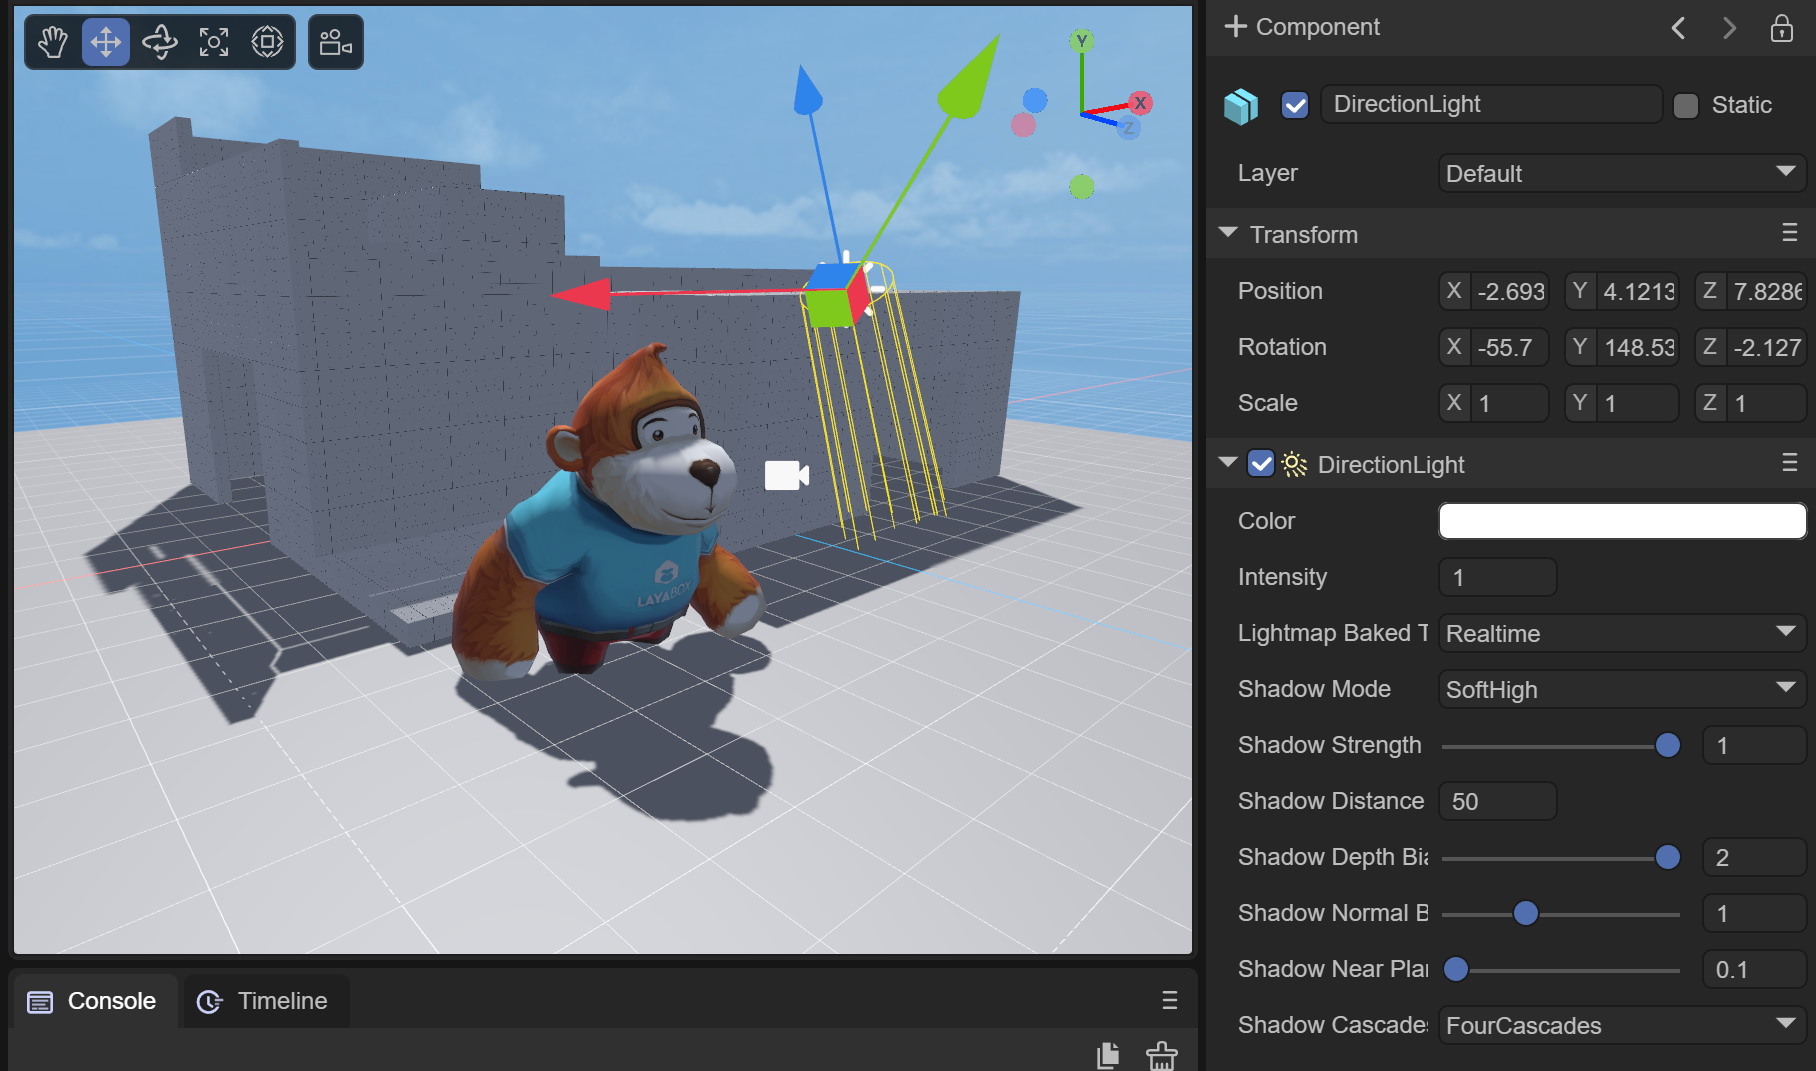 Component
DirectionLight
Static
Layer
Default
Transform
Position X -2.693 Y 4.1213 Z 7.8286
Rotation X -55.7 Y 148.53 Z -2.127
Scale X 1 Y 1 Z 1
DirectionLight
Color
Intensity 1
Lightmap Baked T Realtime
Shadow Mode SoftHigh
Shadow Strength 1
Shadow Distance 50
Shadow Depth Bia 2
Shadow Normal B 1
Shadow Near Plan 0.1
Shadow Cascades FourCascades
Y
X
Z
LAYABOX
Console
Timeline